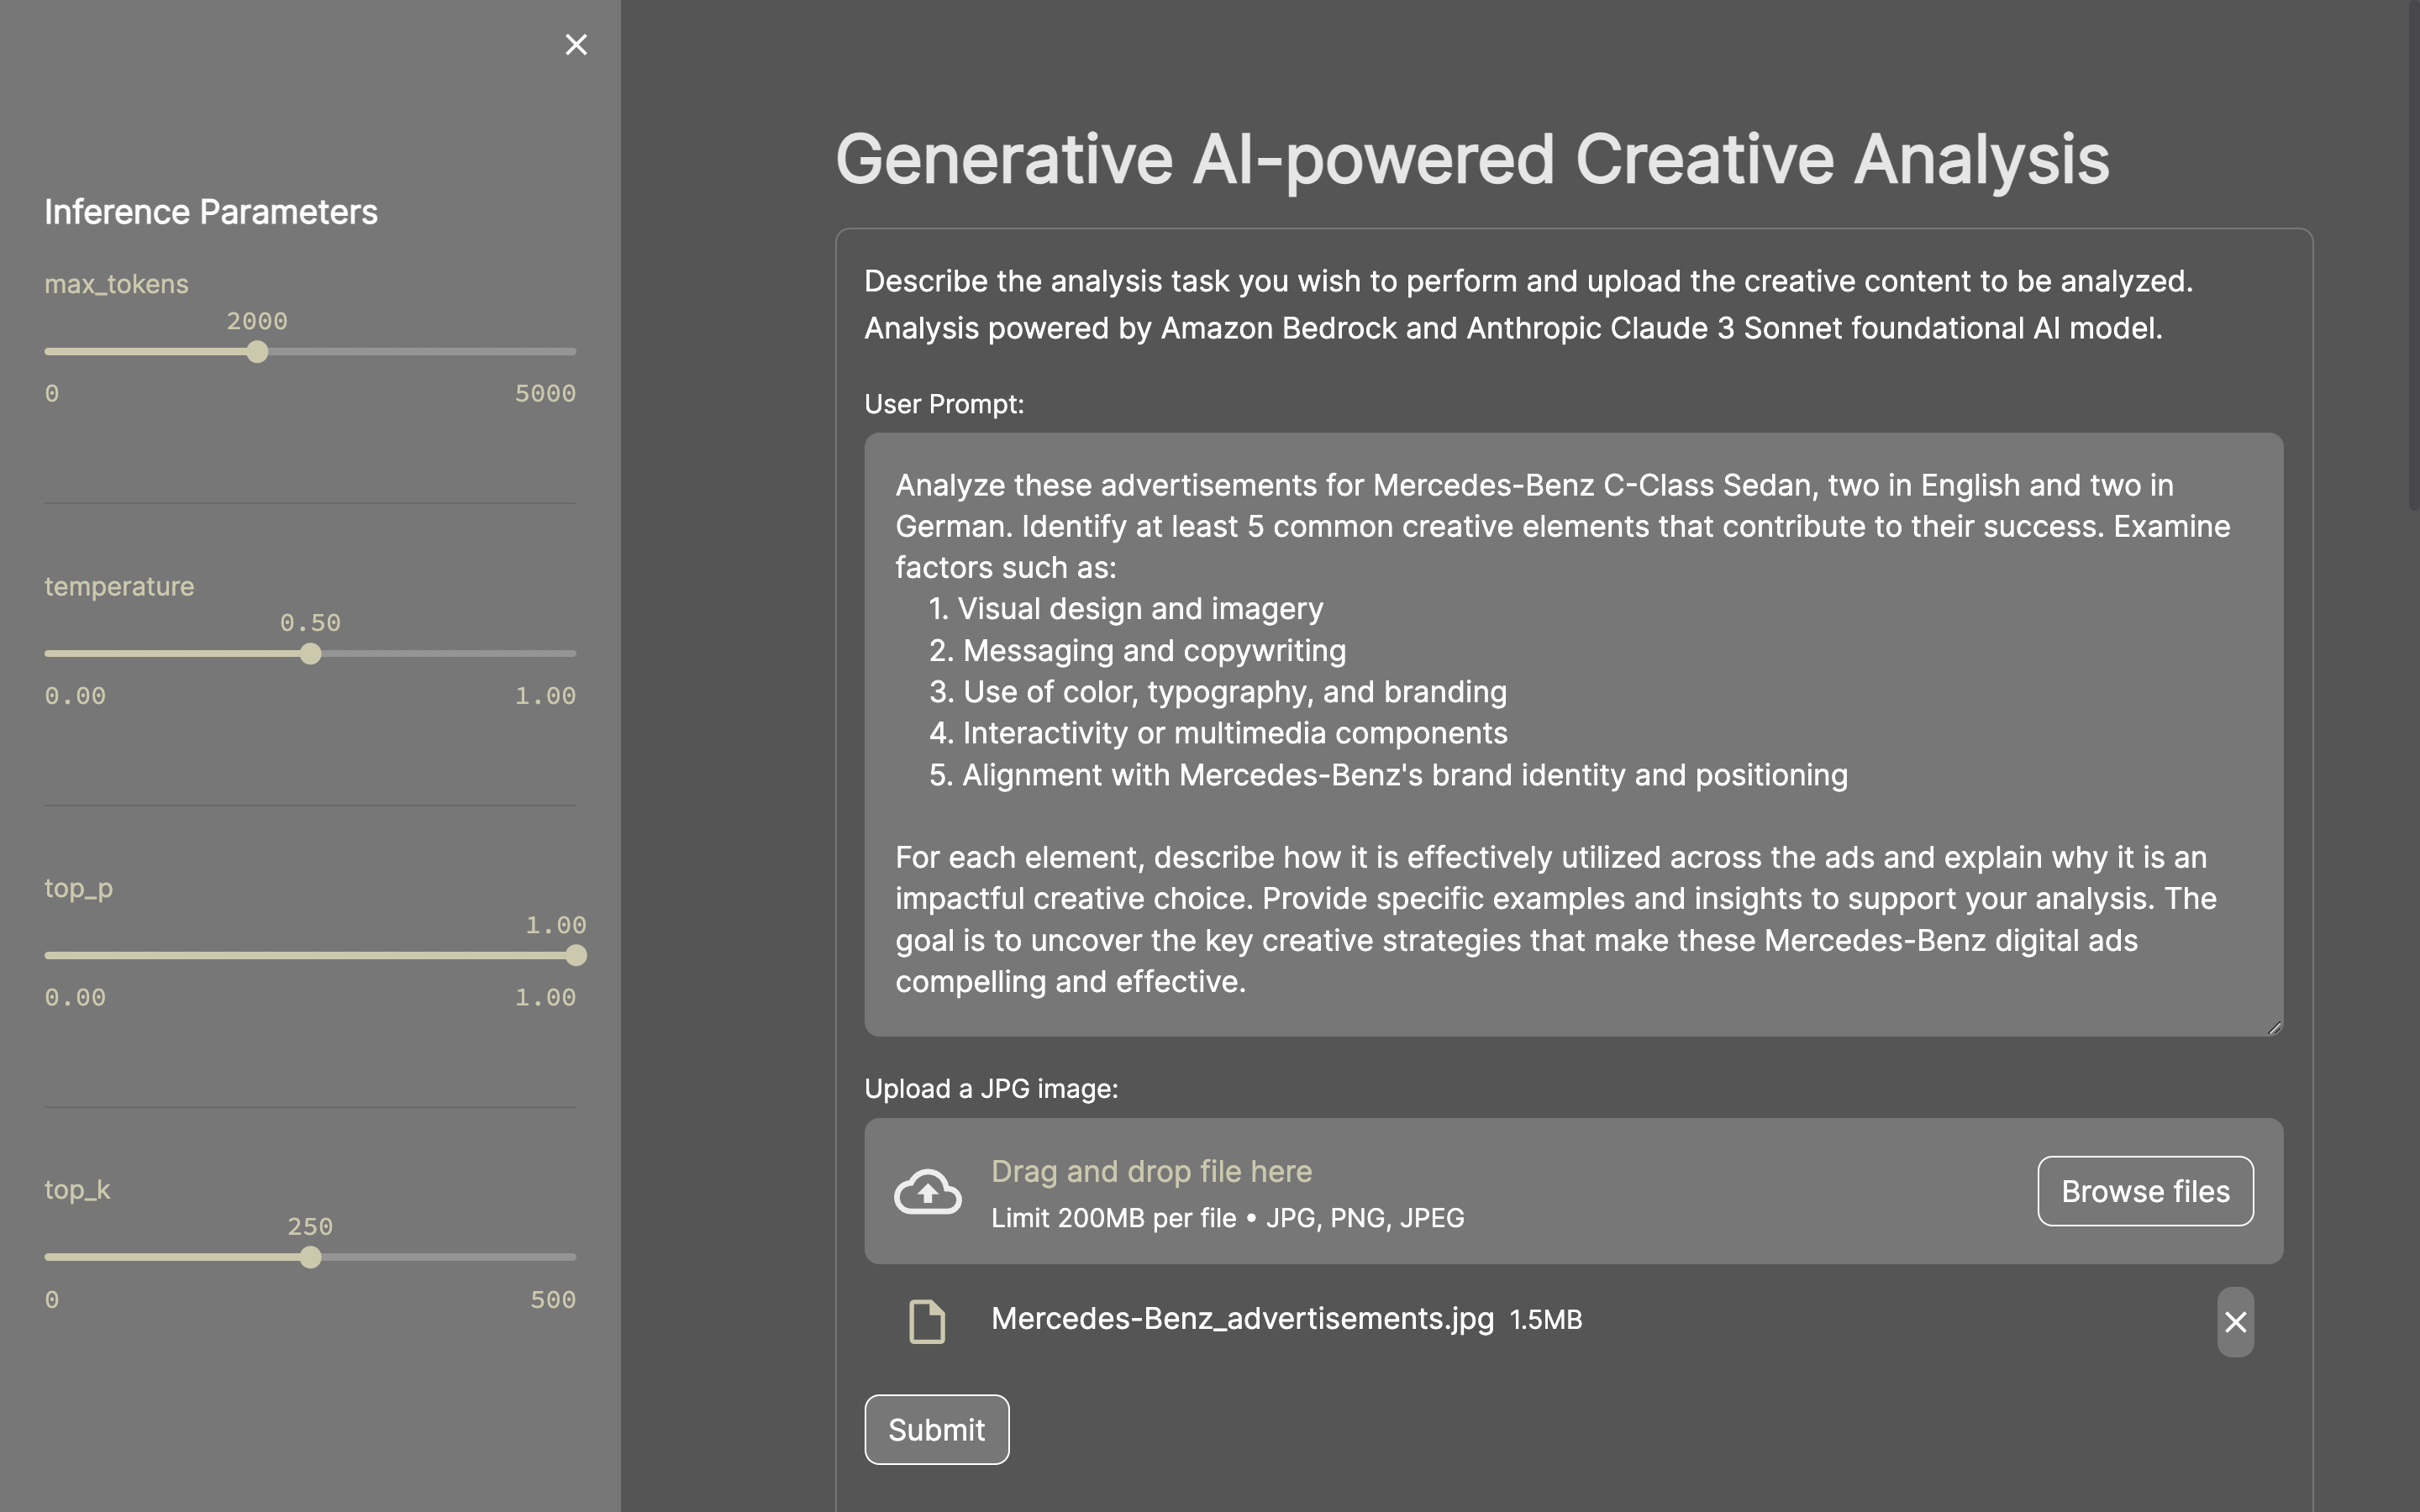 Inference Parameters
max_tokens
2000
0 5000
temperature
0.50
0.00 1.00
top_p
1.00
0.00 1.00
top_k
250
0 500
Generative AI-powered Creative Analysis
Describe the analysis task you wish to perform and upload the creative content to be analyzed.
Analysis powered by Amazon Bedrock and Anthropic Claude 3 Sonnet foundational AI model.
User Prompt:
Analyze these advertisements for Mercedes-Benz C-Class Sedan, two in English and two in
German. Identify at least 5 common creative elements that contribute to their success. Examine
factors such as:
1. Visual design and imagery
2. Messaging and copywriting
3. Use of color, typography, and branding
4. Interactivity or multimedia components
5. Alignment with Mercedes-Benz's brand identity and positioning
For each element, describe how it is effectively utilized across the ads and explain why it is an
impactful creative choice. Provide specific examples and insights to support your analysis. The
goal is to uncover the key creative strategies that make these Mercedes-Benz digital ads
compelling and effective.
Upload a JPG image:
Drag and drop file here
Limit 200MB per file • JPG, PNG, JPEG
Browse files
Mercedes-Benz_advertisements.jpg 1.5MB
Submit